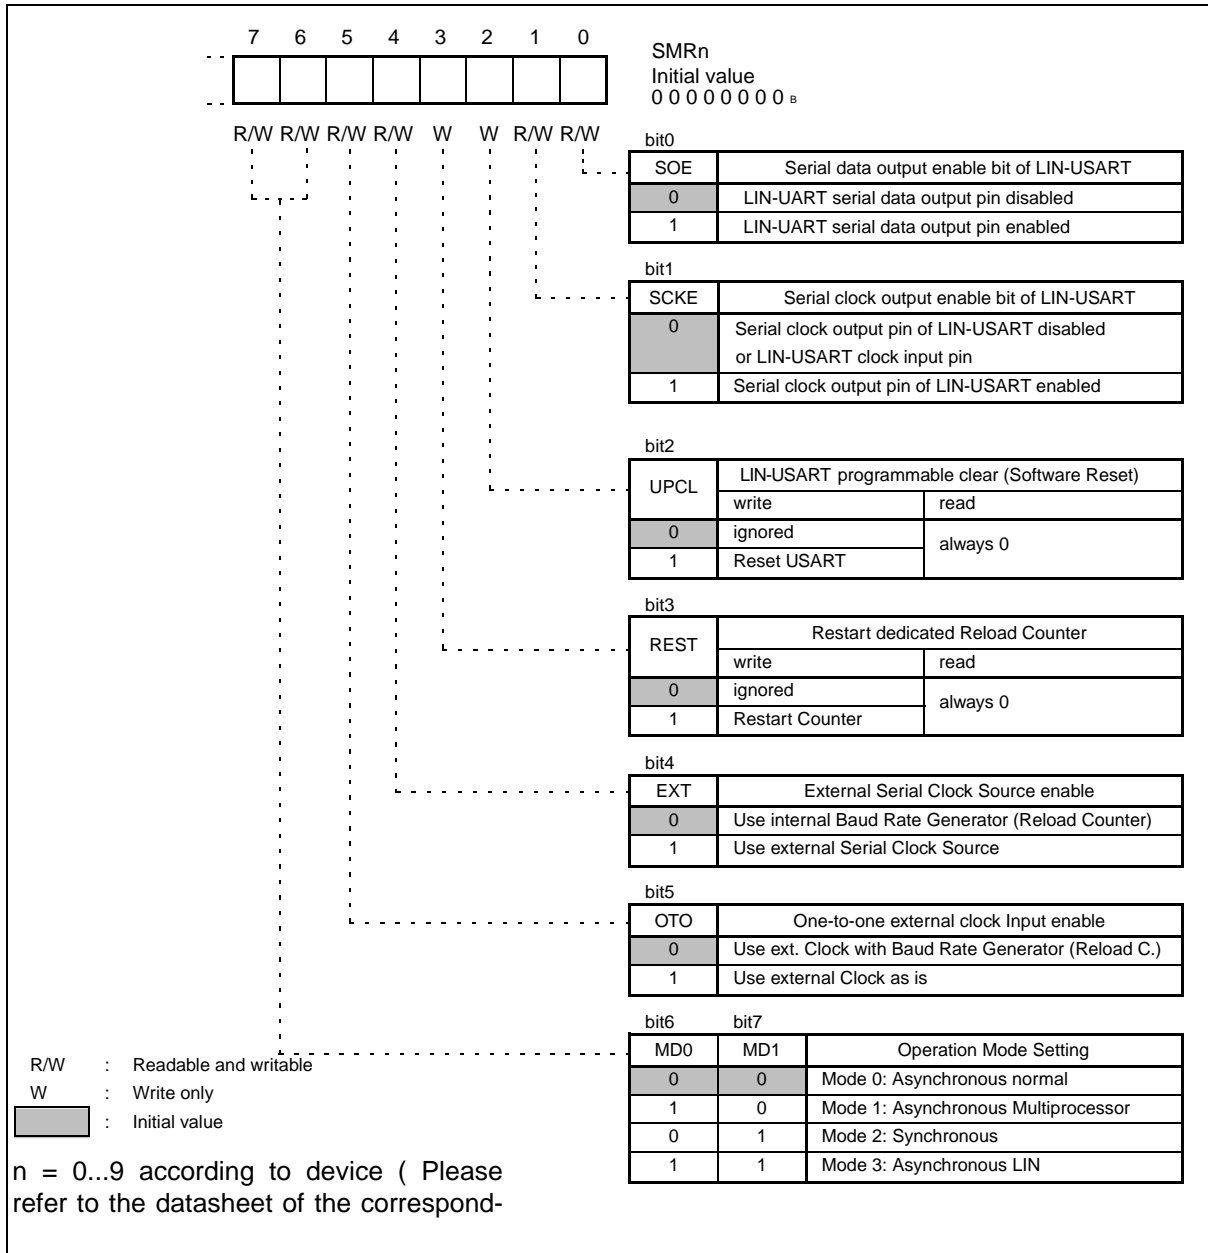 7 6 5 4 3 2 1 0
SMRn
Initial value
0 0 0 0 0 0 0 0 B
R/W R/W R/W R/W W W R/W R/W
bit0
SOE Serial data output enable bit of LIN-USART
0 LIN-UART serial data output pin disabled
1 LIN-UART serial data output pin enabled
bit1
SCKE Serial clock output enable bit of LIN-USART
0 Serial clock output pin of LIN-USART disabled
or LIN-USART clock input pin
1 Serial clock output pin of LIN-USART enabled
bit2
UPCL LIN-USART programmable clear (Software Reset)
write read
0 ignored always 0
1 Reset USART
bit3
REST Restart dedicated Reload Counter
write read
0 ignored always 0
1 Restart Counter
bit4
EXT External Serial Clock Source enable
0 Use internal Baud Rate Generator (Reload Counter)
1 Use external Serial Clock Source
bit5
OTO One-to-one external clock Input enable
0 Use ext. Clock with Baud Rate Generator (Reload C.)
1 Use external Clock as is
bit6 bit7
MD0 MD1 Operation Mode Setting
0 0 Mode 0: Asynchronous normal
1 0 Mode 1: Asynchronous Multiprocessor
0 1 Mode 2: Synchronous
1 1 Mode 3: Asynchronous LIN
R/W : Readable and writable
W : Write only
: Initial value
n = 0...9 according to device ( Please
refer to the datasheet of the correspond-